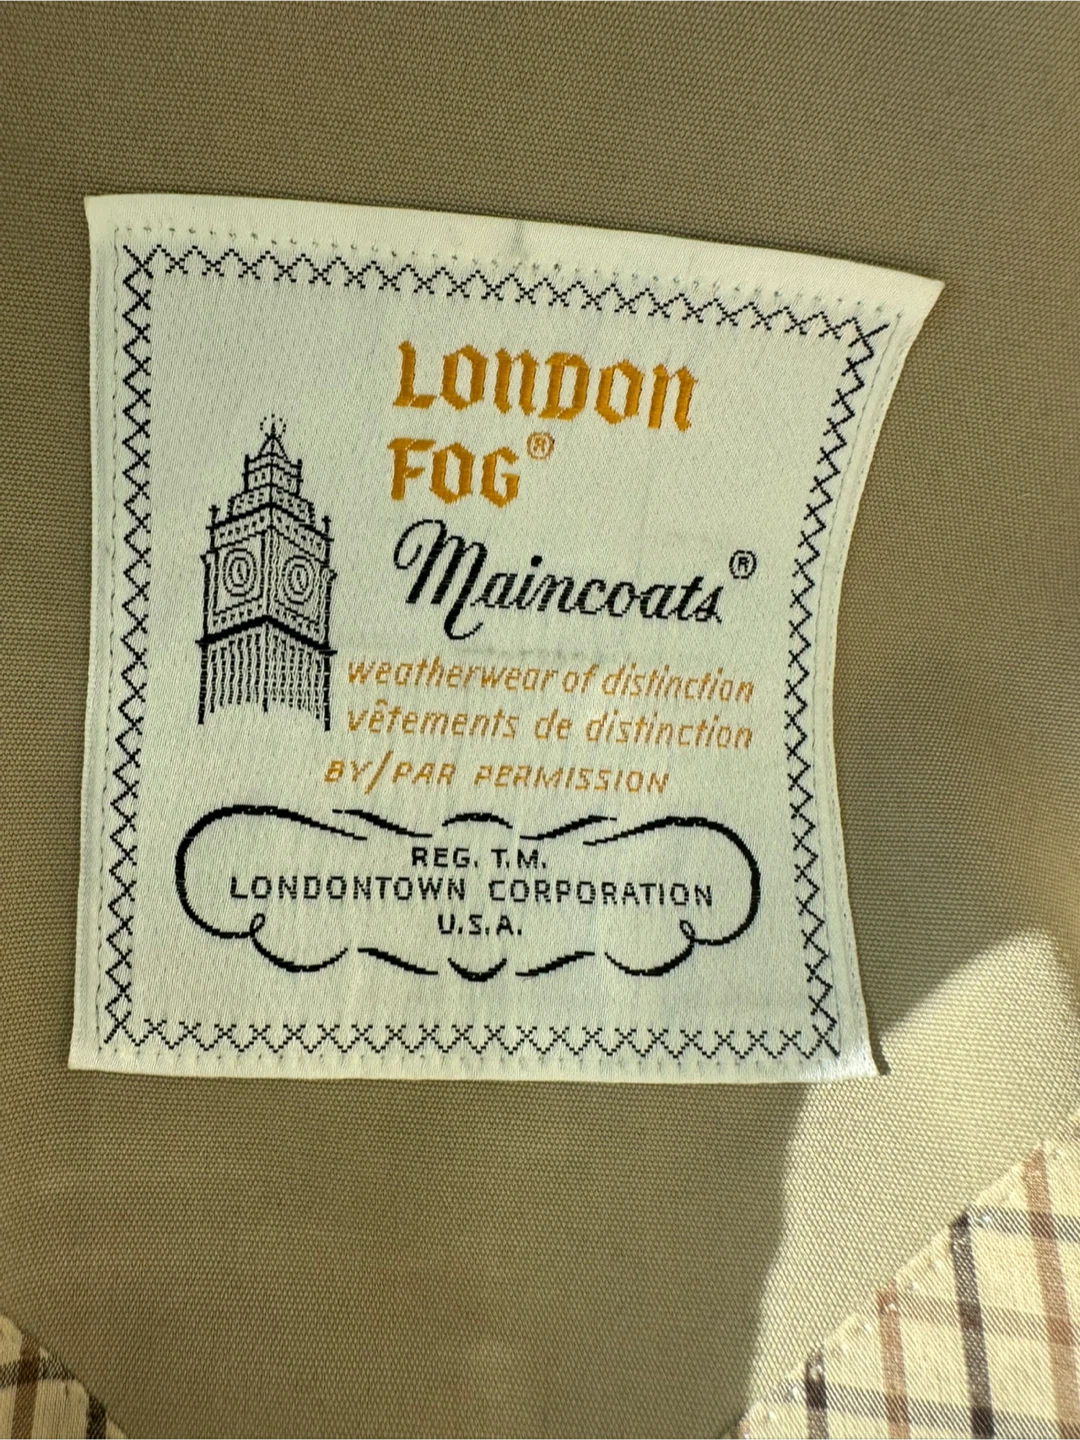 LONDON
FOG®
Maincoats®
weatherwear of distinction
vêtements de distinction
BY/PAR PERMISSION
REG. T.M.
LONDONTOWN CORPORATION
U.S.A.